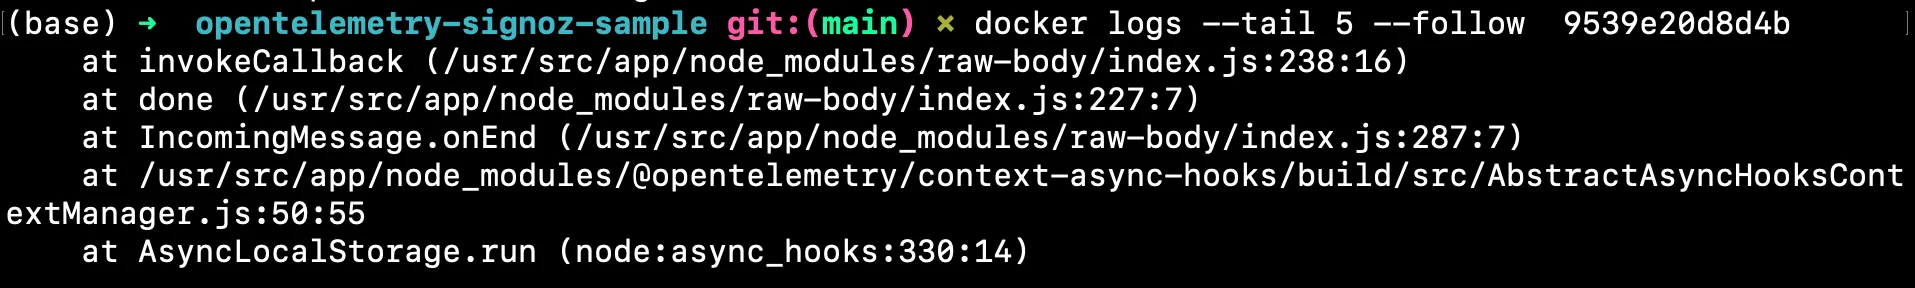 (base) ➜  opentelemetry-signoz-sample git:(main) ✗ docker logs --tail 5 --follow  9539e20d8d4b
    at invokeCallback (/usr/src/app/node_modules/raw-body/index.js:238:16)
    at done (/usr/src/app/node_modules/raw-body/index.js:227:7)
    at IncomingMessage.onEnd (/usr/src/app/node_modules/raw-body/index.js:287:7)
    at /usr/src/app/node_modules/@opentelemetry/context-async-hooks/build/src/AbstractAsyncHooksCont
extManager.js:50:55
    at AsyncLocalStorage.run (node:async_hooks:330:14)